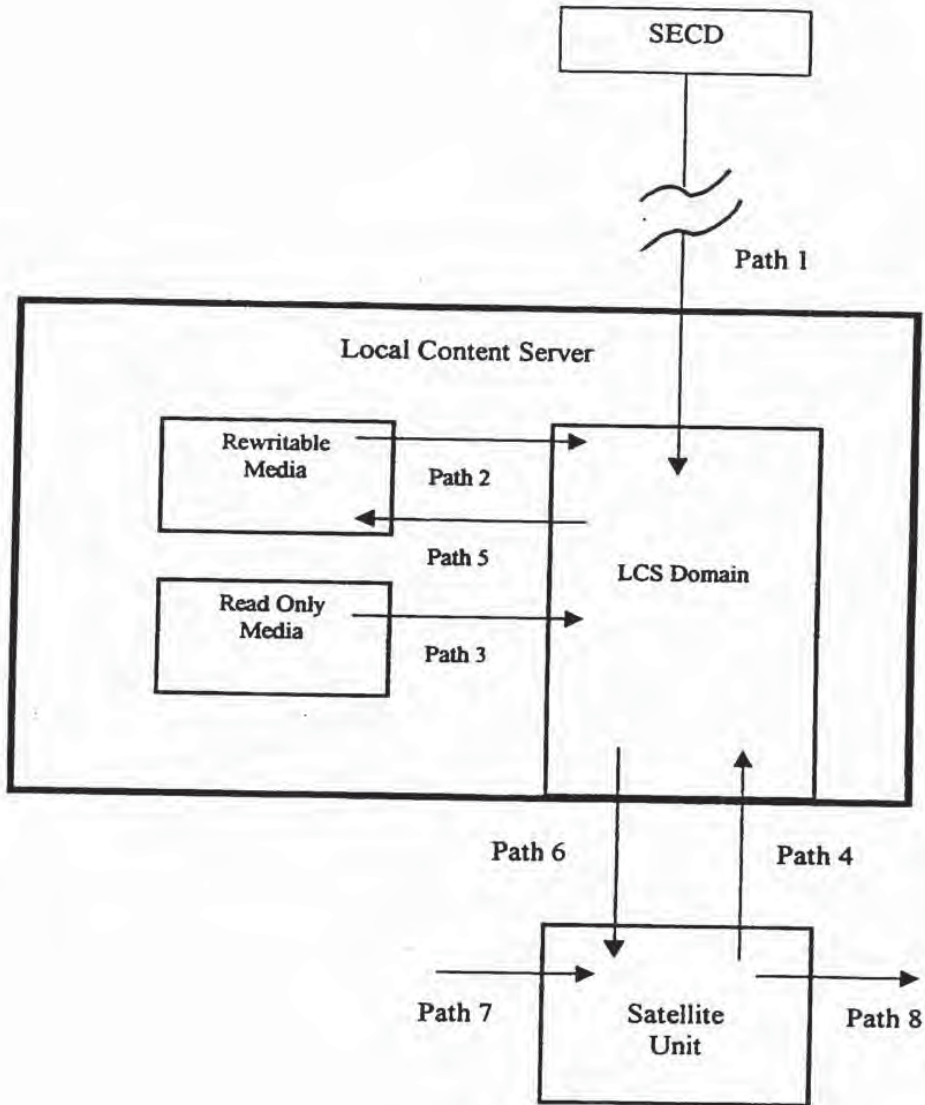 SECD
Path 1
Local Content Server
Rewritable
Media
Path 2
Path 5
LCS Domain
Read Only
Media
Path 3
Path 6
Path 4
Path 7
Satellite
Unit
Path 8